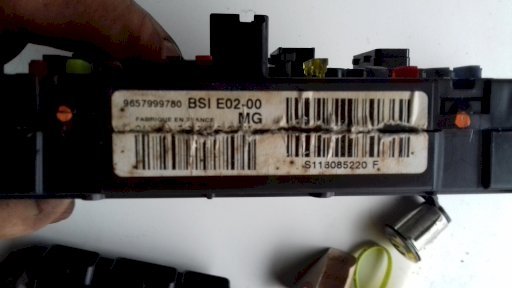 9657999780 BSI E02-00
FABRIQUE EN FRANCE MG
S118085220 F